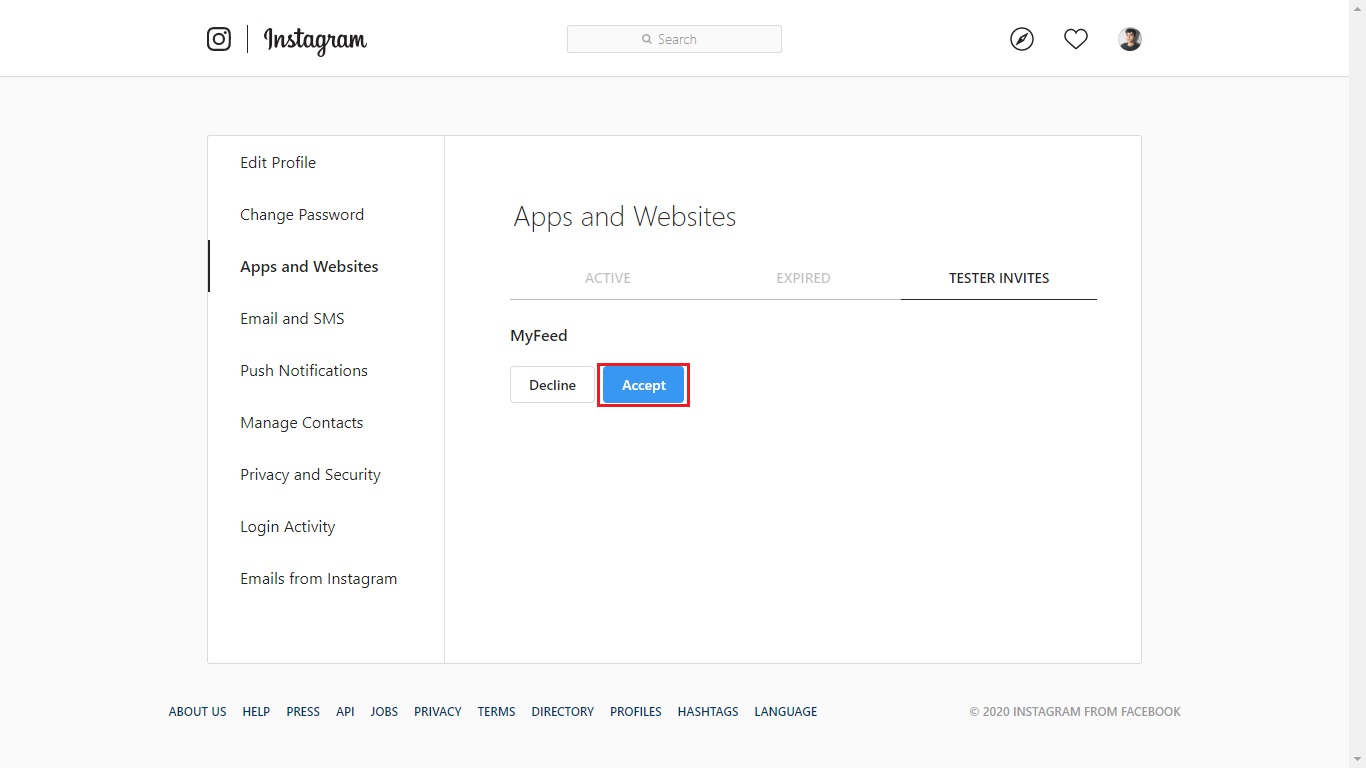 Instagram
Search
Edit Profile
Change Password
Apps and Websites
Email and SMS
Push Notifications
Manage Contacts
Privacy and Security
Login Activity
Emails from Instagram
Apps and Websites
ACTIVE EXPIRED TESTER INVITES
MyFeed
Decline Accept
ABOUT US HELP PRESS API JOBS PRIVACY TERMS DIRECTORY PROFILES HASHTAGS LANGUAGE © 2020 INSTAGRAM FROM FACEBOOK